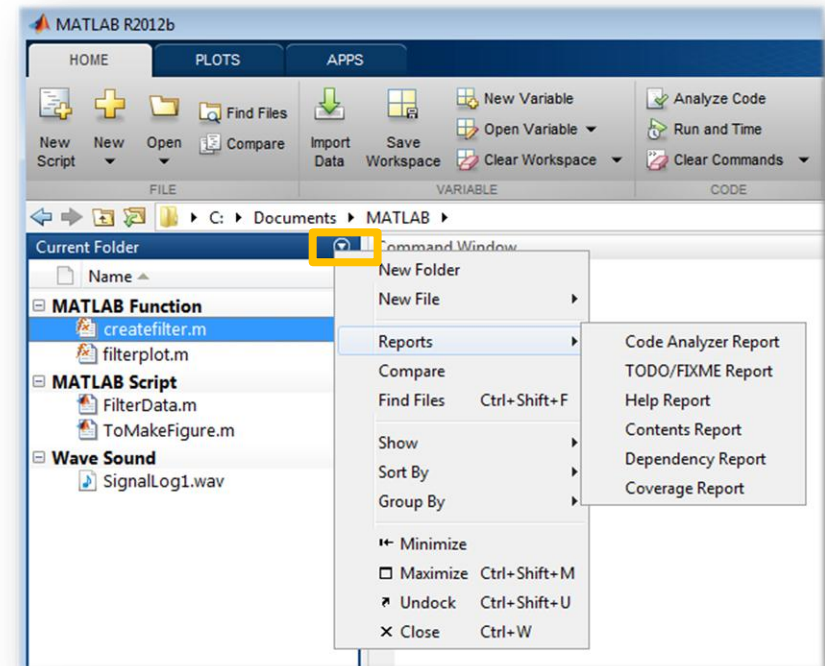 MATLAB R2012b
HOME PLOTS APPS
New Script
New
Open
Find Files
Compare
Import Data
Save Workspace
New Variable
Open Variable
Clear Workspace
Analyze Code
Run and Time
Clear Commands
FILE VARIABLE CODE
C: Documents MATLAB
Current Folder
Command Window
Name
MATLAB Function
createfilter.m
filterplot.m
MATLAB Script
FilterData.m
ToMakeFigure.m
Wave Sound
SignalLog1.wav
New Folder
New File
Reports
Compare
Find Files Ctrl+Shift+F
Show
Sort By
Group By
Minimize
Maximize Ctrl+Shift+M
Undock Ctrl+Shift+U
Close Ctrl+W
Code Analyzer Report
TODO/FIXME Report
Help Report
Contents Report
Dependency Report
Coverage Report